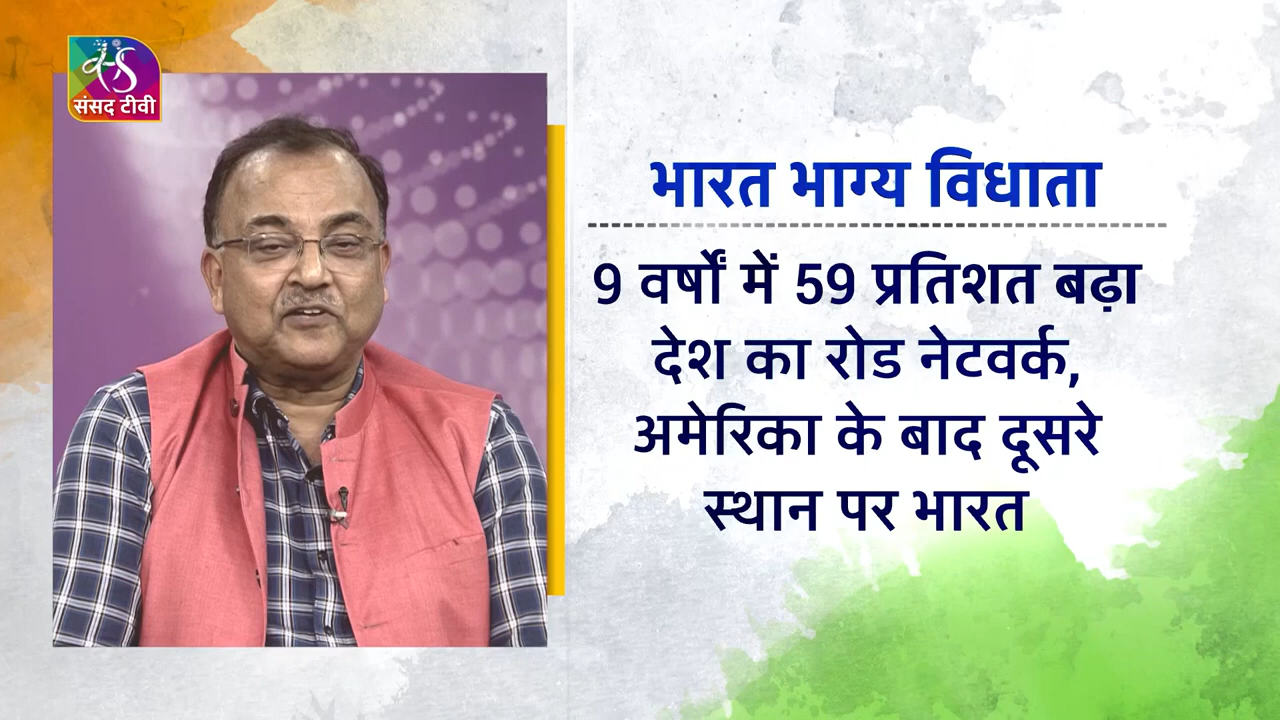 संसद टीवी
भारत भाग्य विधाता
9 वर्षों में 59 प्रतिशत बढ़ा
देश का रोड नेटवर्क,
अमेरिका के बाद दूसरे
स्थान पर भारत